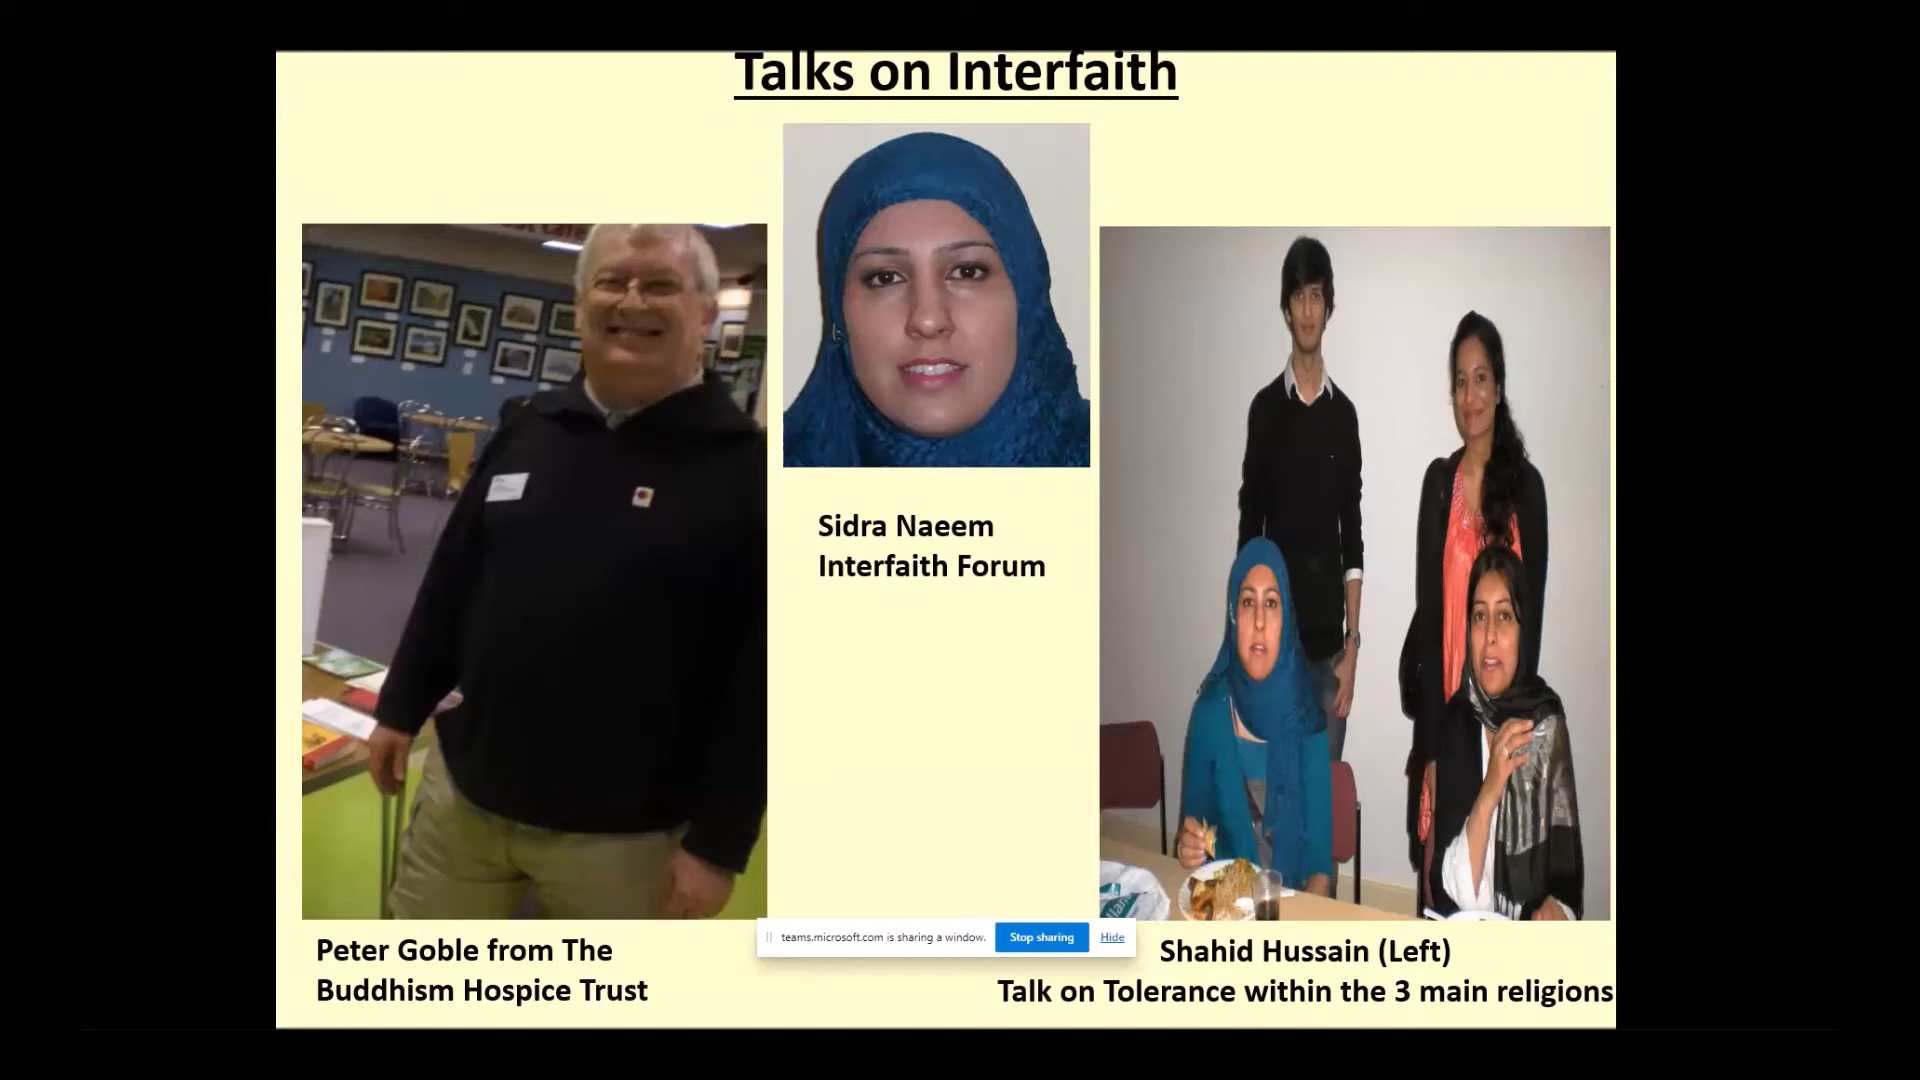 Talks on Interfaith
Sidra Naeem
Interfaith Forum
Peter Goble from The
Buddhism Hospice Trust
teams.microsoft.com is sharing a window.
Stop sharing
Hide
Shahid Hussain (Left)
Talk on Tolerance within the 3 main religions